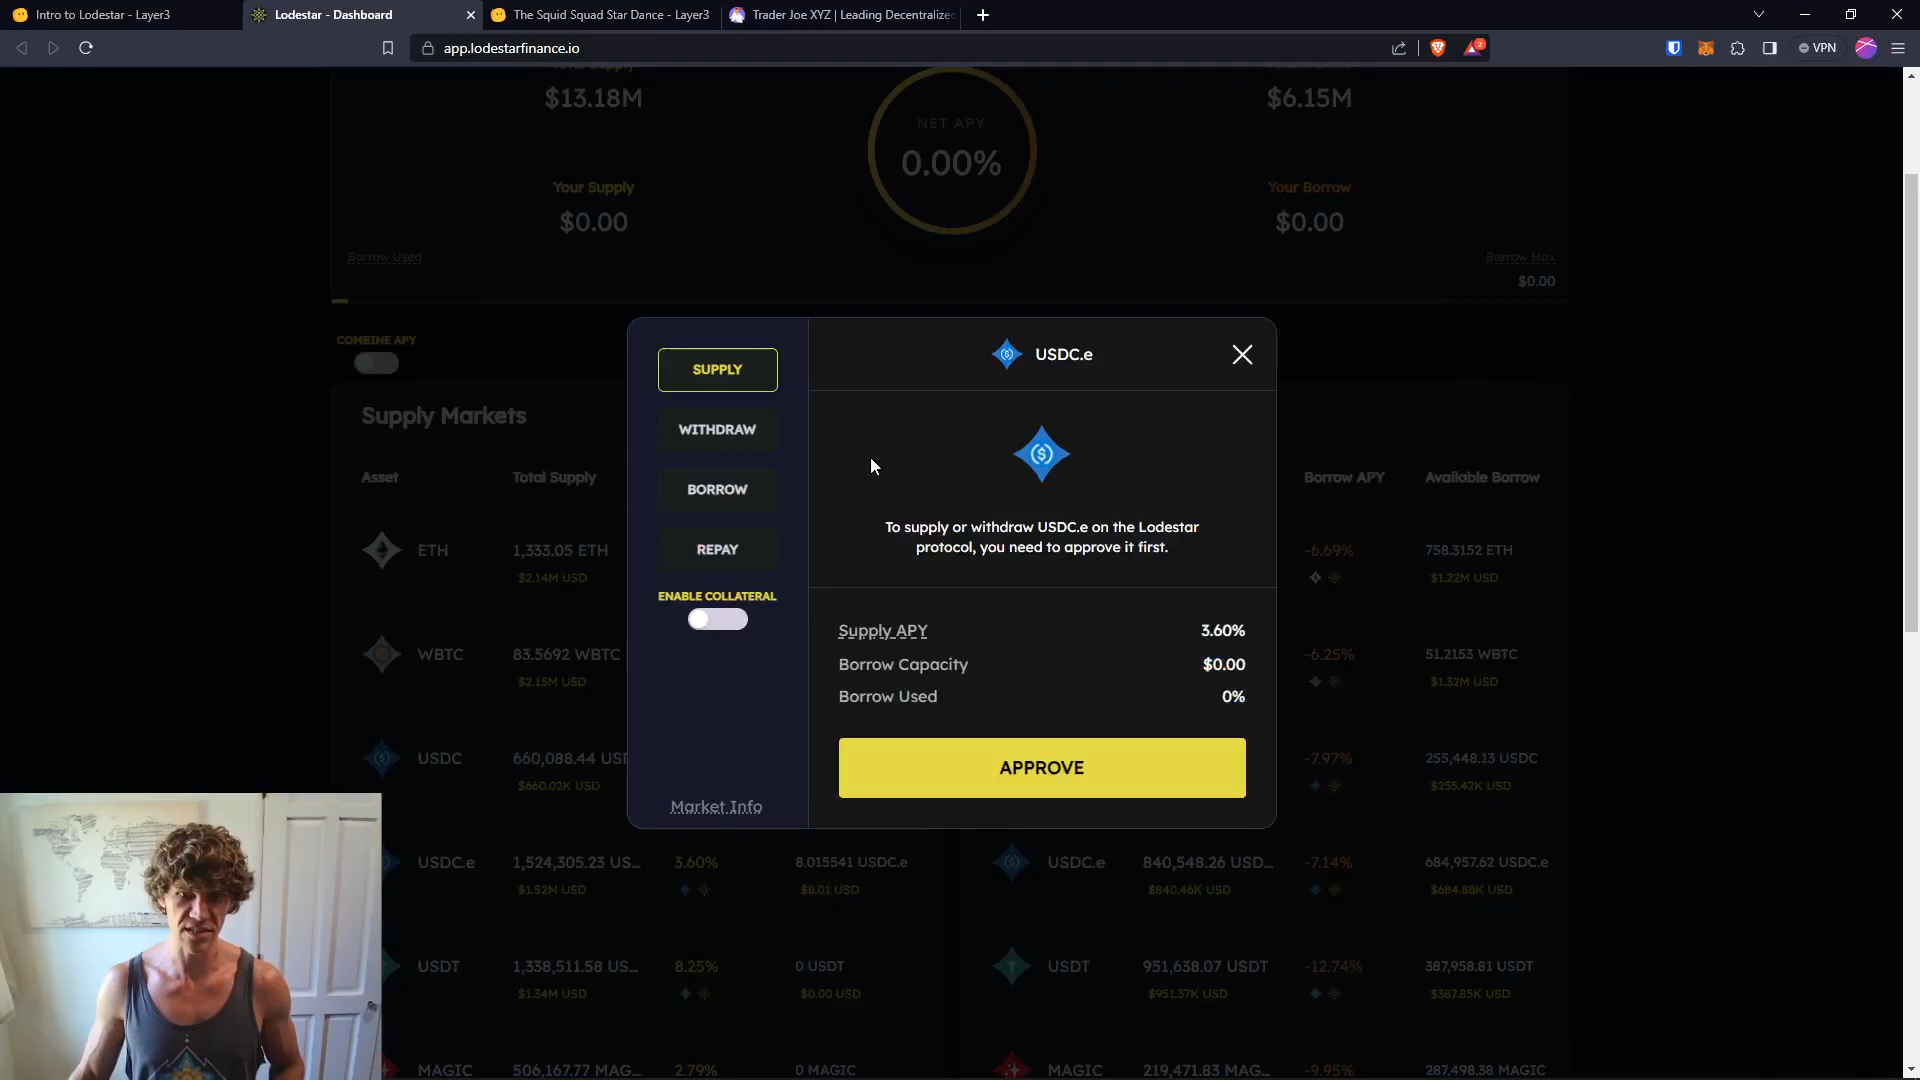 Intro to Lodestar - Layer3
Lodestar - Dashboard
The Squid Squad Star Dance - Layer3
Trader Joe XYZ | Leading Decentralize
app.lodestarfinance.io
2
VPN
$13.18M
$6.15M
NET APY
0.00%
Your Supply
$0.00
Your Borrow
$0.00
Borrow Used
Borrow Max
$0.00
COMBINE APY
SUPPLY
WITHDRAW
BORROW
REPAY
ENABLE COLLATERAL
Market Info
USDC.e
To supply or withdraw USDC.e on the Lodestar
protocol, you need to approve it first.
Supply APY 3.60%
Borrow Capacity $0.00
Borrow Used 0%
APPROVE
Supply Markets
Asset Total Supply
Borrow APY Available Borrow
ETH 1,333.05 ETH
$2.14M USD
-6.69% 758.3152 ETH
$1.22M USD
WBTC 83.5692 WBTC
$2.15M USD
-6.25% 51.2153 WBTC
$1.32M USD
USDC 660,088.44 USD
$660.02K USD
-7.97% 255,448.13 USDC
$255.42K USD
USDC.e 1,524,305.23 US... 3.60% 8.015541 USDC.e
$1.52M USD $8.01 USD
USDC.e 840,548.26 USD... -7.14% 684,957.62 USDC.e
$840.46K USD $684.88K USD
USDT 1,338,511.58 US... 8.25% 0 USDT
$1.34M USD $0.00 USD
USDT 951,638.07 USDT -12.74% 387,958.81 USDT
$951.37K USD $387.85K USD
MAGIC 506,167.77 MAG... 2.79% 0 MAGIC
MAGIC 219,471.83 MAG... -9.95% 287,498.38 MAGIC